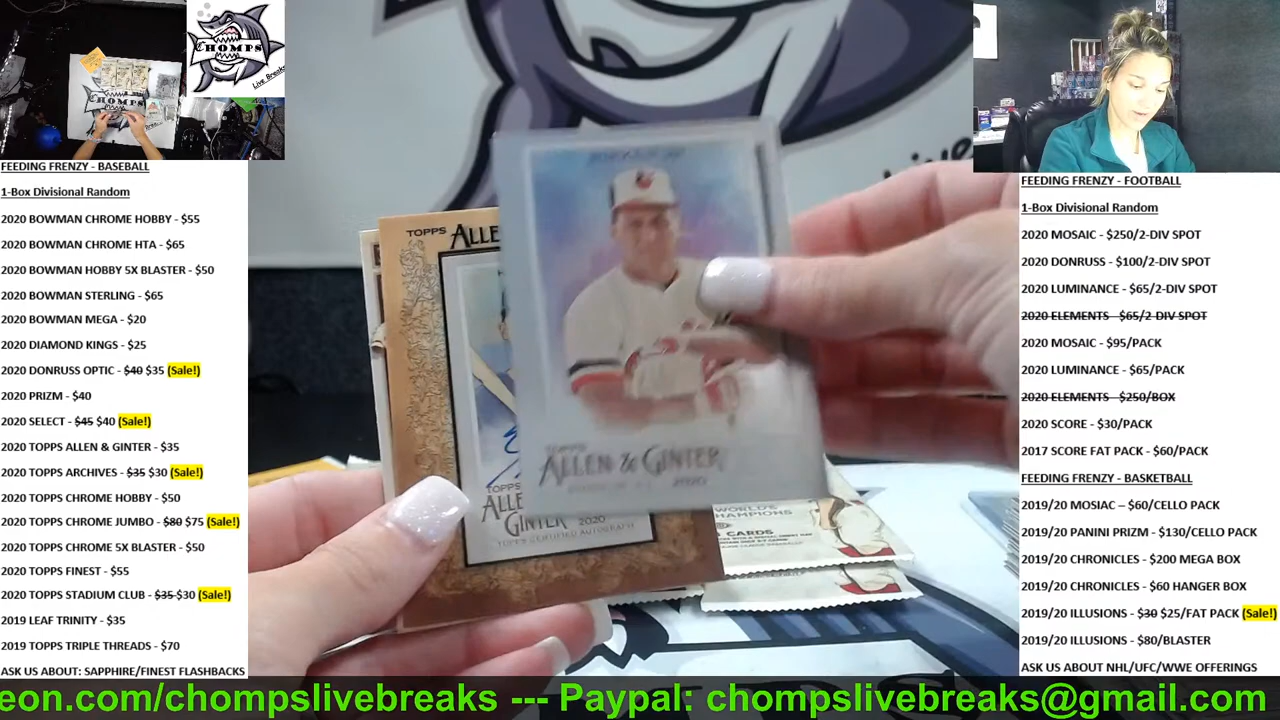 CHOMPS
Live Breaks
CHOMPS
FEEDING FRENZY - BASEBALL
1-Box Divisional Random
2020 BOWMAN CHROME HOBBY - $55
2020 BOWMAN CHROME HTA - $65
2020 BOWMAN HOBBY 5X BLASTER - $50
2020 BOWMAN STERLING - $65
2020 BOWMAN MEGA - $20
2020 DIAMOND KINGS - $25
2020 DONRUSS OPTIC - $40 $35 (Sale!)
2020 PRIZM - $40
2020 SELECT - $45 $40 (Sale!)
2020 TOPPS ALLEN & GINTER - $35
2020 TOPPS ARCHIVES - $35 $30 (Sale!)
2020 TOPPS CHROME HOBBY - $50
2020 TOPPS CHROME JUMBO - $80 $75 (Sale!)
5X BLASTER - $50
2020 TOPPS FINEST - $55
2020 TOPPS STADIUM CLUB - $35 $30 (Sale!)
2019 LEAF TRINITY - $35
2019 TOPPS TRIPLE THREADS - $70
ASK US ABOUT: SAPPHIRE/FINEST FLASHBACKS
TOPPS ALLE
TOPPS
ALLE
GINTER 2020
TOPPS CERTIFIED AUTOGRAPH
ALLEN & GINTER
2020
WORLD'S
CHAMPIONS
CARDS
FEEDING FRENZY - FOOTBALL
1-Box Divisional Random
2020 MOSAIC - $250/2-DIV SPOT
2020 DONRUSS - $100/2-DIV SPOT
2020 LUMINANCE - $65/2-DIV SPOT
2020 ELEMENTS - $65/2-DIV SPOT
2020 MOSAIC - $95/PACK
2020 LUMINANCE - $65/PACK
2020 ELEMENTS - $250/BOX
2020 SCORE - $30/PACK
2017 SCORE FAT PACK - $60/PACK
FEEDING FRENZY - BASKETBALL
2019/20 MOSIAC – $60/CELLO PACK
2019/20 PANINI PRIZM - $130/CELLO PACK
2019/20 CHRONICLES - $200 MEGA BOX
2019/20 CHRONICLES - $60 HANGER BOX
2019/20 ILLUSIONS - $30 $25/FAT PACK (Sale!)
2019/20 ILLUSIONS - $80/BLASTER
ASK US ABOUT NHL/UFC/WWE OFFERINGS
eon.com/chompslivebreaks --- Paypal: chompslivebreaks@gmail.com